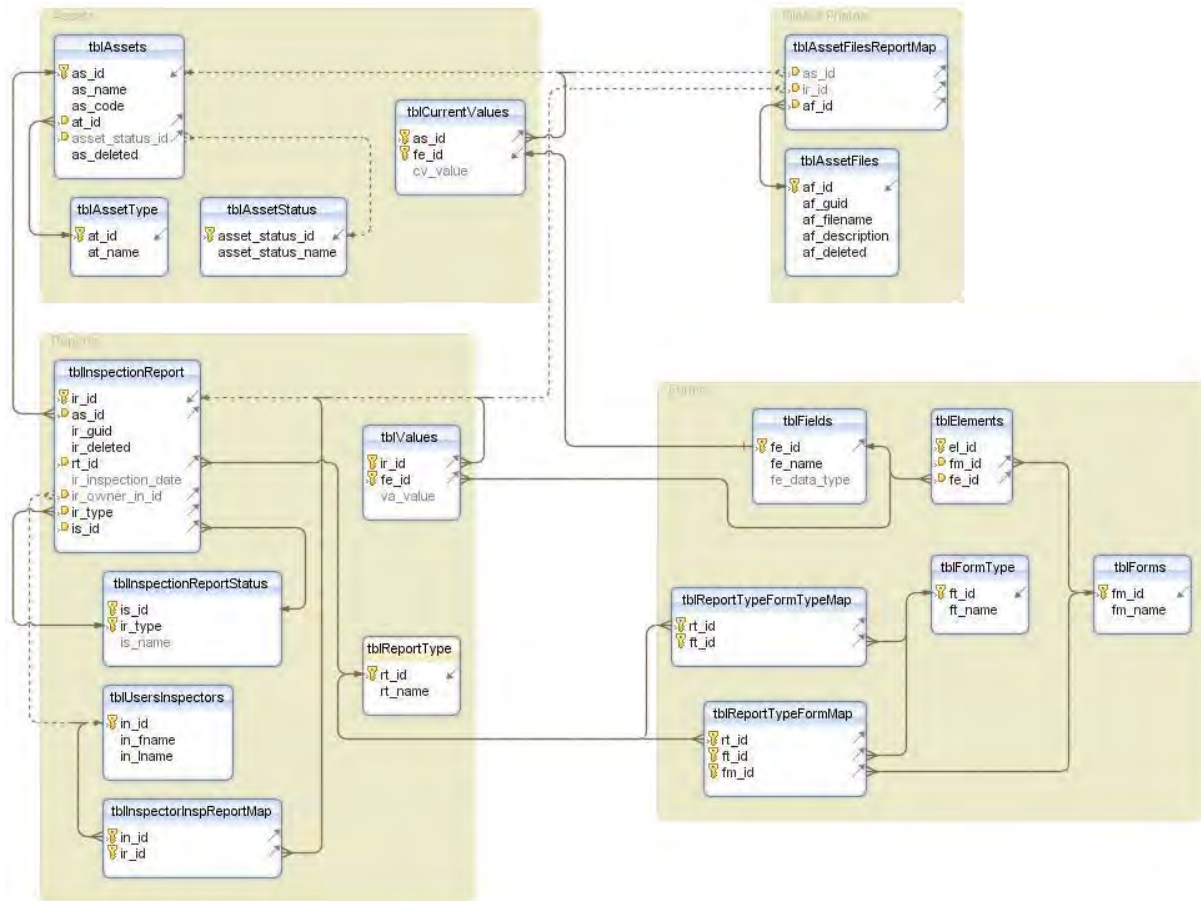 Assets
tblAssets
as_id
as_name
as_code
at_id
asset_status_id
as_deleted
tblCurrentValues
as_id
fe_id
cv_value
tblAssetType
at_id
at_name
tblAssetStatus
asset_status_id
asset_status_name
tblAssetFilesReportMap
as_id
ir_id
af_id
tblAssetFiles
af_id
af_guid
af_filename
af_description
af_deleted
Reports
tblInspectionReport
ir_id
as_id
ir_guid
ir_deleted
rt_id
ir_inspection_date
ir_owner_in_id
ir_type
is_id
tblValues
ir_id
fe_id
va_value
tblInspectionReportStatus
is_id
ir_type
is_name
tblReportType
rt_id
rt_name
tblUsersInspectors
in_id
in_fname
in_lname
tblInspectorInspReportMap
in_id
ir_id
Forms
tblFields
fe_id
fe_name
fe_data_type
tblElements
el_id
fm_id
fe_id
tblReportTypeFormTypeMap
rt_id
ft_id
tblFormType
ft_id
ft_name
tblForms
fm_id
fm_name
tblReportTypeFormMap
rt_id
ft_id
fm_id